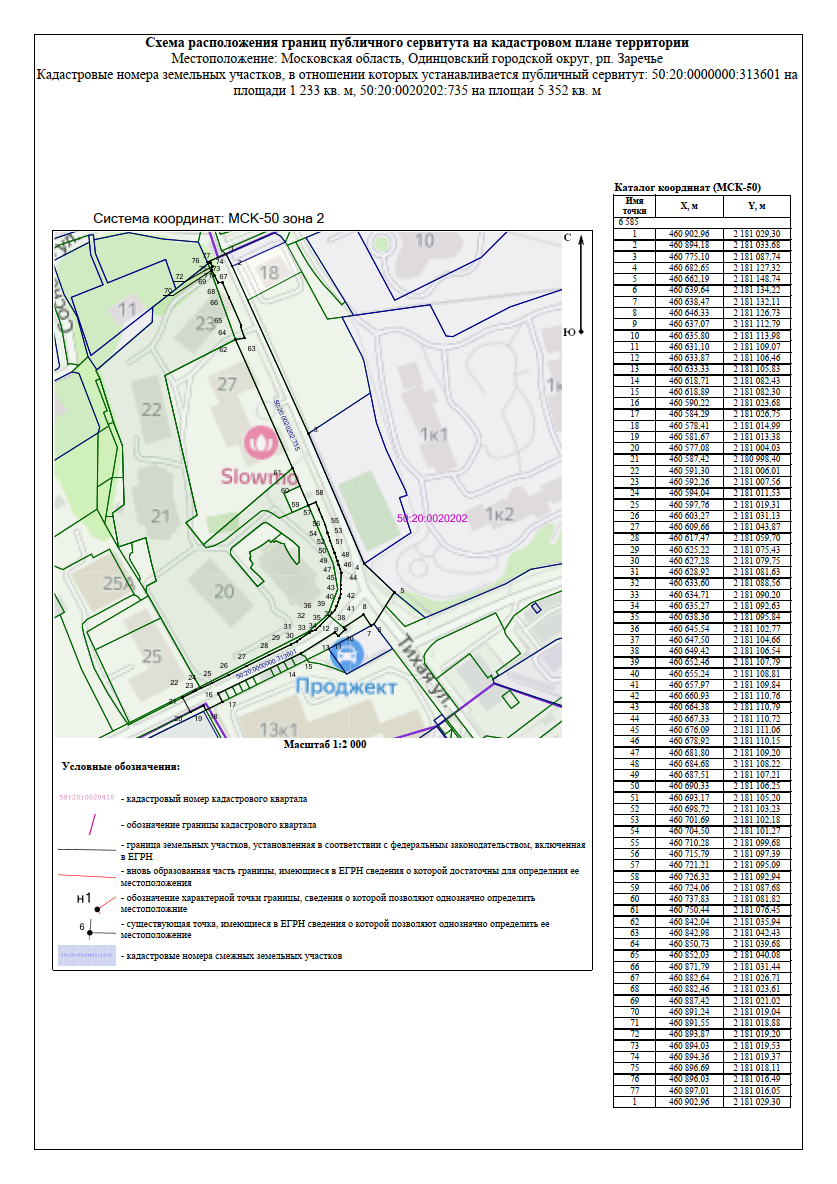 Схема расположения границ публичного сервитута на кадастровом плане территории
Местоположение: Московская область, Одинцовский городской округ, рп. Заречье
Кадастровые номера земельных участков, в отношении которых устанавливается публичный сервитут: 50:20:0000000:313601 на
площади 1 233 кв. м, 50:20:0020202:735 на площаи 5 352 кв. м
Система координат: МСК-50 зона 2
С
Ю
10
18
11
23
27
22
21
20
25А
25
1к1
1к2
13к1
Slowmo
Проджект
Тихая ул.
50:20:0020202
50:20:0020202:735
50:20:0000000:313601
Масштаб 1:2 000
Условные обозначения:
50:20:0020410 - кадастровый номер кадастрового квартала
- обозначение границы кадастрового квартала
- граница земельных участков, установленная в соответствии с федеральным законодательством, включенная
в ЕГРН
- вновь образованная часть границы, имеющиеся в ЕГРН сведения о которой достаточны для определния ее
местоположения
н1 - обозначение характерной точки границы, сведения о которой позволяют однозначно определить
местоположние
6 - существующая точка, имеющиеся в ЕГРН сведения о которой позволяют однозначно определить ее
местоположение
- кадастровые номера смежных земельных участков
Каталог координат (МСК-50)
Имя точки X, м Y, м
6 585
1 460 902,96 2 181 029,30
2 460 894,18 2 181 033,68
3 460 775,10 2 181 087,74
4 460 682,65 2 181 127,32
5 460 662,19 2 181 148,74
6 460 639,64 2 181 134,22
7 460 638,47 2 181 132,11
8 460 646,33 2 181 126,73
9 460 637,07 2 181 112,79
10 460 635,80 2 181 113,98
11 460 631,10 2 181 109,07
12 460 633,87 2 181 106,46
13 460 633,33 2 181 105,83
14 460 618,71 2 181 082,43
15 460 618,89 2 181 082,30
16 460 590,22 2 181 023,68
17 460 584,29 2 181 026,75
18 460 578,41 2 181 014,99
19 460 581,67 2 181 013,38
20 460 577,08 2 181 004,03
21 460 587,42 2 180 998,40
22 460 591,30 2 181 006,01
23 460 592,26 2 181 007,56
24 460 594,04 2 181 011,53
25 460 597,76 2 181 019,31
26 460 603,27 2 181 031,13
27 460 609,66 2 181 043,87
28 460 617,47 2 181 059,70
29 460 625,22 2 181 075,43
30 460 627,28 2 181 079,75
31 460 628,92 2 181 081,63
32 460 633,60 2 181 088,56
33 460 634,71 2 181 090,20
34 460 635,27 2 181 092,63
35 460 638,36 2 181 095,84
36 460 645,54 2 181 102,77
37 460 647,50 2 181 104,66
38 460 649,42 2 181 106,54
39 460 652,46 2 181 107,79
40 460 655,24 2 181 108,81
41 460 657,97 2 181 109,84
42 460 660,93 2 181 110,76
43 460 664,38 2 181 110,79
44 460 667,33 2 181 110,72
45 460 676,09 2 181 111,06
46 460 678,92 2 181 110,15
47 460 681,80 2 181 109,20
48 460 684,68 2 181 108,22
49 460 687,51 2 181 107,21
50 460 690,33 2 181 106,25
51 460 693,17 2 181 105,20
52 460 698,72 2 181 103,23
53 460 701,69 2 181 102,18
54 460 704,50 2 181 101,27
55 460 710,28 2 181 099,68
56 460 715,79 2 181 097,39
57 460 721,21 2 181 095,09
58 460 726,32 2 181 092,94
59 460 724,06 2 181 087,68
60 460 737,83 2 181 081,82
61 460 750,44 2 181 076,45
62 460 842,04 2 181 035,94
63 460 842,98 2 181 042,43
64 460 850,73 2 181 039,68
65 460 852,03 2 181 040,08
66 460 871,79 2 181 031,44
67 460 882,64 2 181 026,71
68 460 882,46 2 181 023,61
69 460 887,42 2 181 021,02
70 460 891,24 2 181 019,04
71 460 891,55 2 181 018,88
72 460 893,87 2 181 019,20
73 460 894,03 2 181 019,53
74 460 894,36 2 181 019,37
75 460 896,69 2 181 018,11
76 460 896,03 2 181 016,49
77 460 897,01 2 181 016,05
1 460 902,96 2 181 029,30